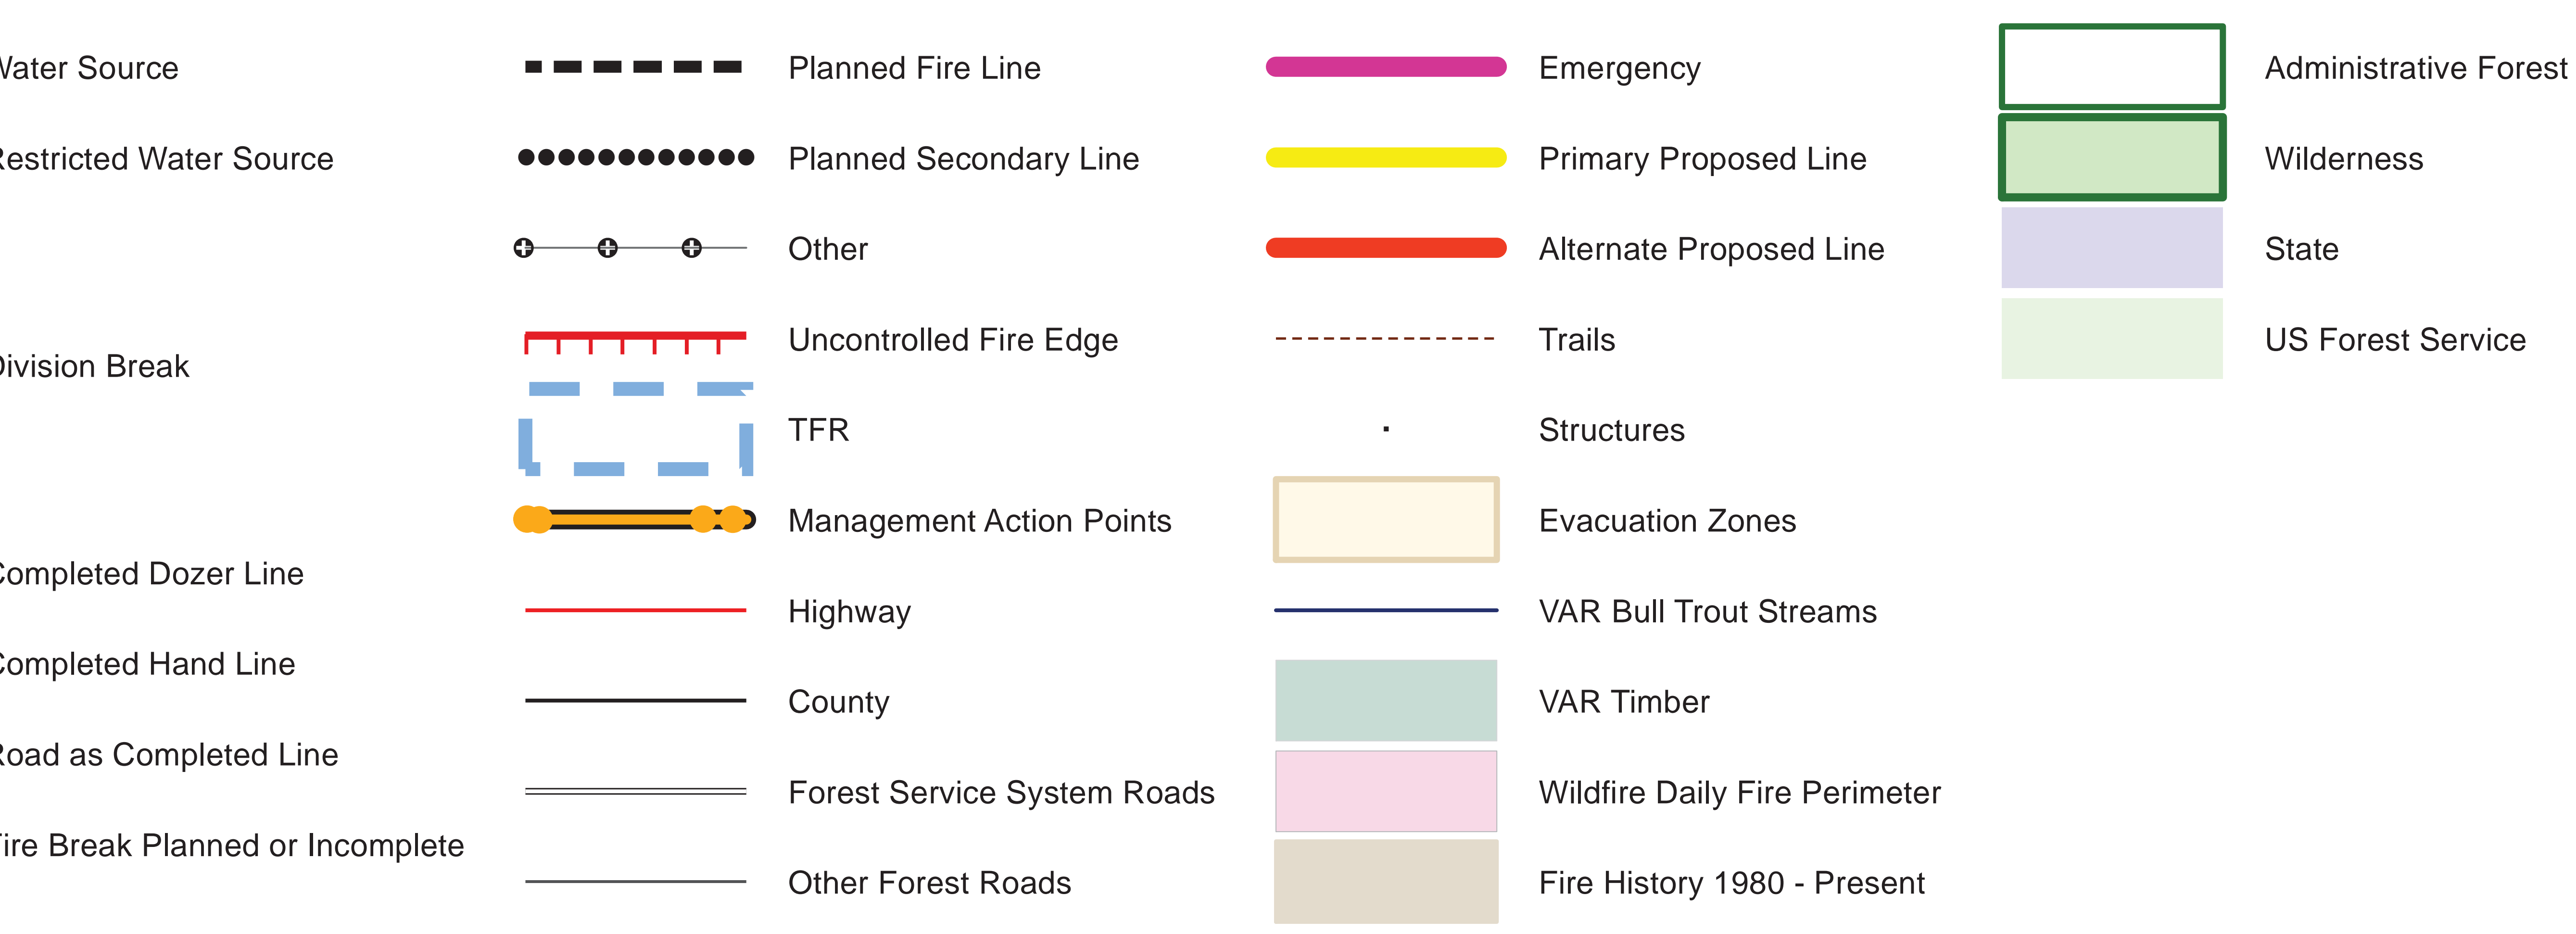 Water Source
Restricted Water Source
Division Break
Completed Dozer Line
Completed Hand Line
Road as Completed Line
Fire Break Planned or Incomplete
Planned Fire Line
Planned Secondary Line
Other
Uncontrolled Fire Edge
TFR
Management Action Points
Highway
County
Forest Service System Roads
Other Forest Roads
Emergency
Primary Proposed Line
Alternate Proposed Line
Trails
Structures
Evacuation Zones
VAR Bull Trout Streams
VAR Timber
Wildfire Daily Fire Perimeter
Fire History 1980 - Present
Administrative Forest
Wilderness
State
US Forest Service